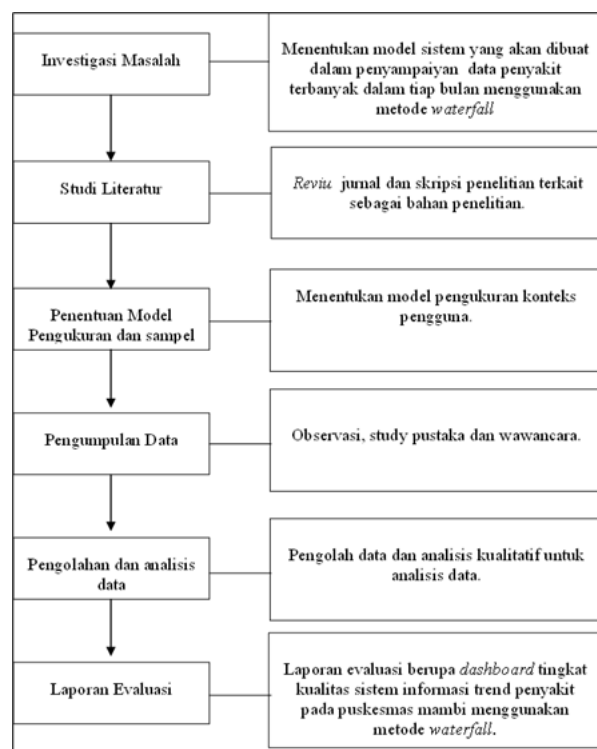 Investigasi Masalah
Menentukan model sistem yang akan dibuat
dalam penyampaiyan data penyakit
terbanyak dalam tiap bulan menggunakan
metode waterfall
Studi Literatur
Reviu jurnal dan skripsi penelitian terkait
sebagai bahan penelitian.
Penentuan Model
Pengukuran dan sampel
Menentukan model pengukuran konteks
pengguna.
Pengumpulan Data
Observasi, study pustaka dan wawancara.
Pengolahan dan analisis
data
Pengolah data dan analisis kualitatif untuk
analisis data.
Laporan Evaluasi
Laporan evaluasi berupa dashboard tingkat
kualitas sistem informasi trend penyakit
pada puskesmas mambi menggunakan
metode waterfall.